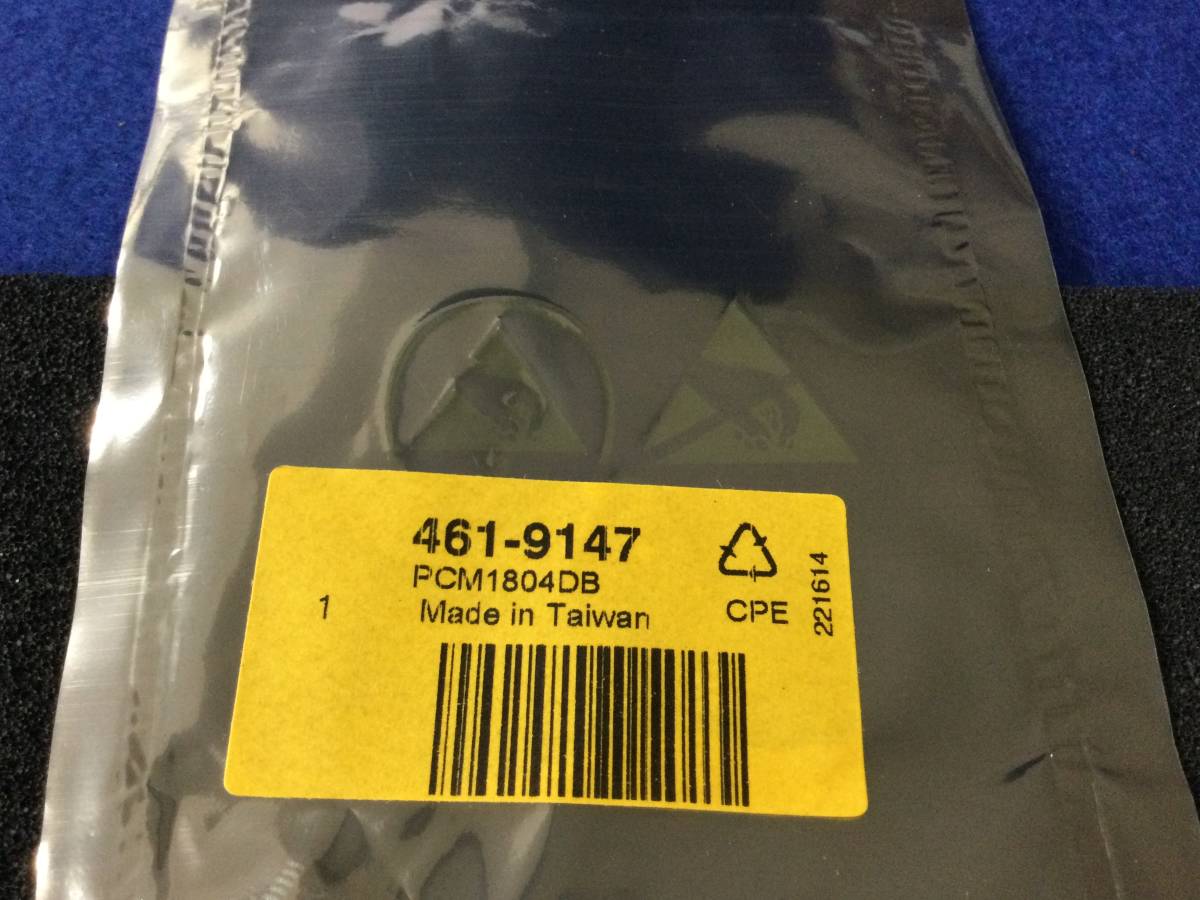 461-9147
PCM1804DB
1
Made in Taiwan
CPE
221614